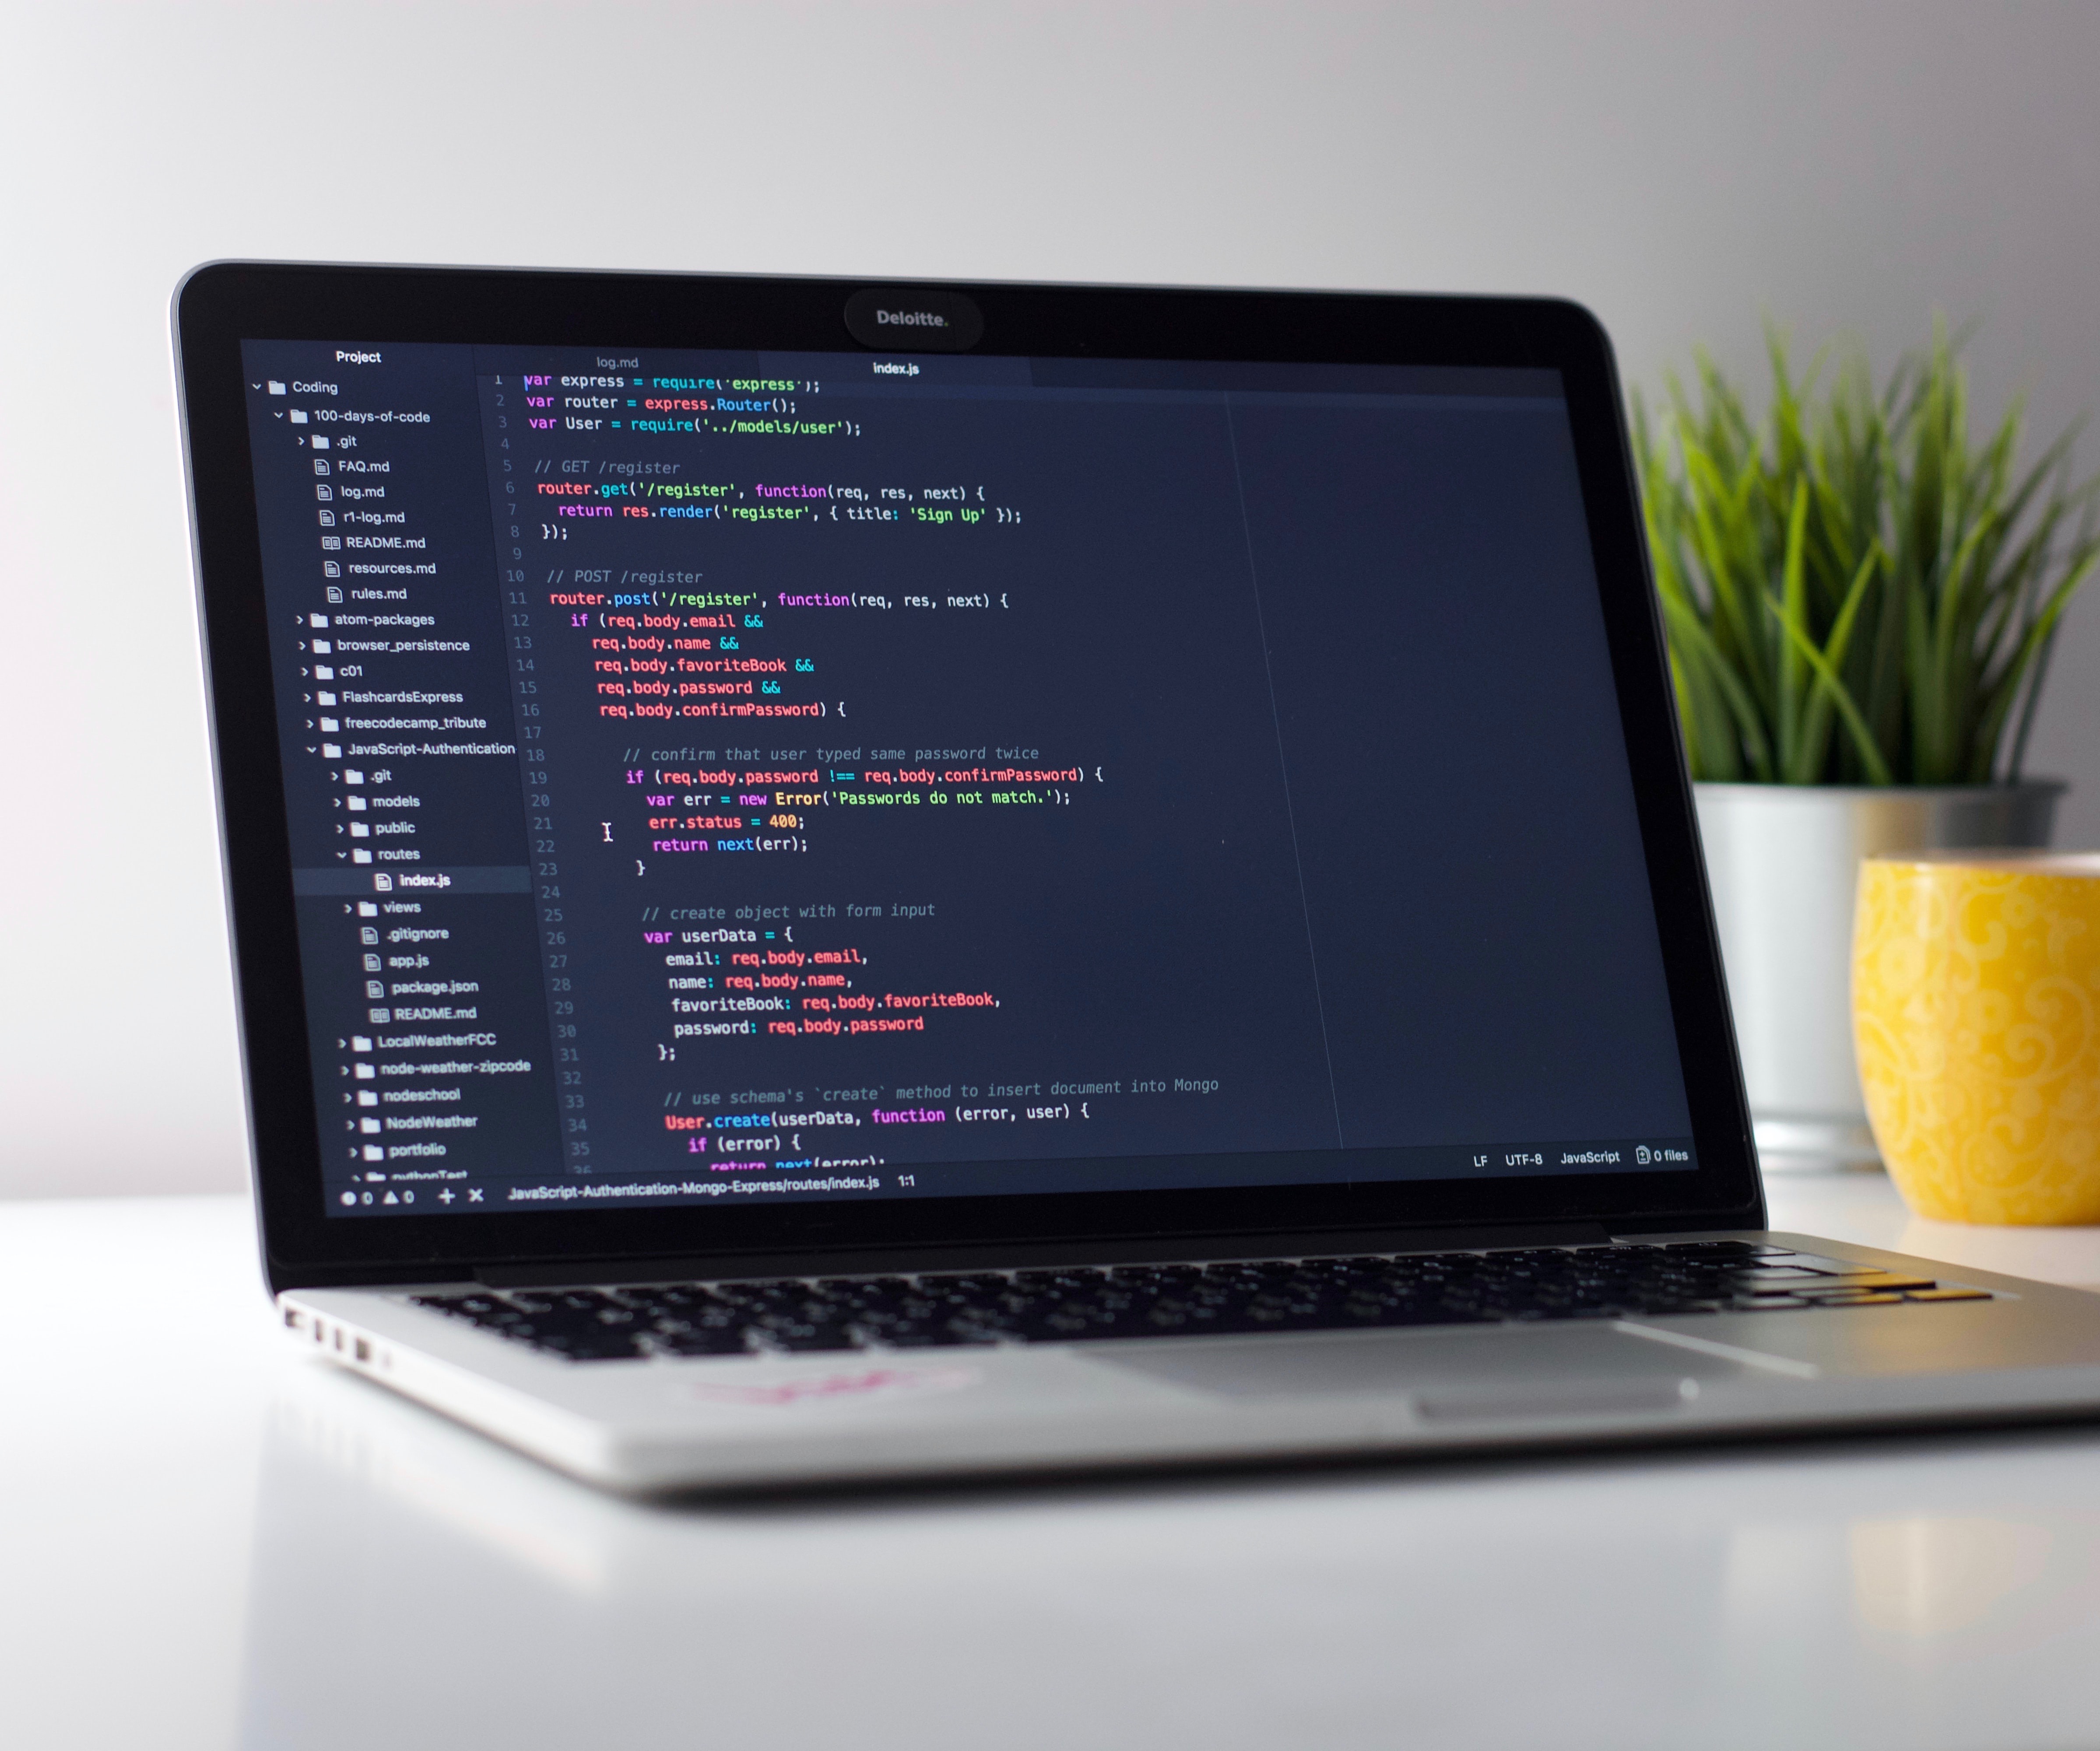 Deloitte.
Project
Coding
100-days-of-code
.git
FAQ.md
log.md
r1-log.md
README.md
resources.md
rules.md
atom-packages
browser_persistence
c01
FlashcardsExpress
freecodecamp_tribute
JavaScript-Authentication
.git
models
public
routes
index.js
views
.gitignore
app.js
package.json
README.md
LocalWeatherFCC
node-weather-zipcode
nodeschool
NodeWeather
portfolio
pythonTest
log.md
index.js
1 var express = require('express');
2 var router = express.Router();
3 var User = require('../models/user');
4
5 // GET /register
6 router.get('/register', function(req, res, next) {
7 return res.render('register', { title: 'Sign Up' });
8 });
9
10 // POST /register
11 router.post('/register', function(req, res, next) {
12 if (req.body.email &&
13 req.body.name &&
14 req.body.favoriteBook &&
15 req.body.password &&
16 req.body.confirmPassword) {
17
18 // confirm that user typed same password twice
19 if (req.body.password !== req.body.confirmPassword) {
20 var err = new Error('Passwords do not match.');
21 err.status = 400;
22 return next(err);
23 }
24
25 // create object with form input
26 var userData = {
27 email: req.body.email,
28 name: req.body.name,
29 favoriteBook: req.body.favoriteBook,
30 password: req.body.password
31 };
32
33 // use schema's `create` method to insert document into Mongo
34 User.create(userData, function (error, user) {
35 if (error) {
36 return next(error);
0 0 JavaScript-Authentication-Mongo-Express/routes/index.js 1:1 LF UTF-8 JavaScript 0 files